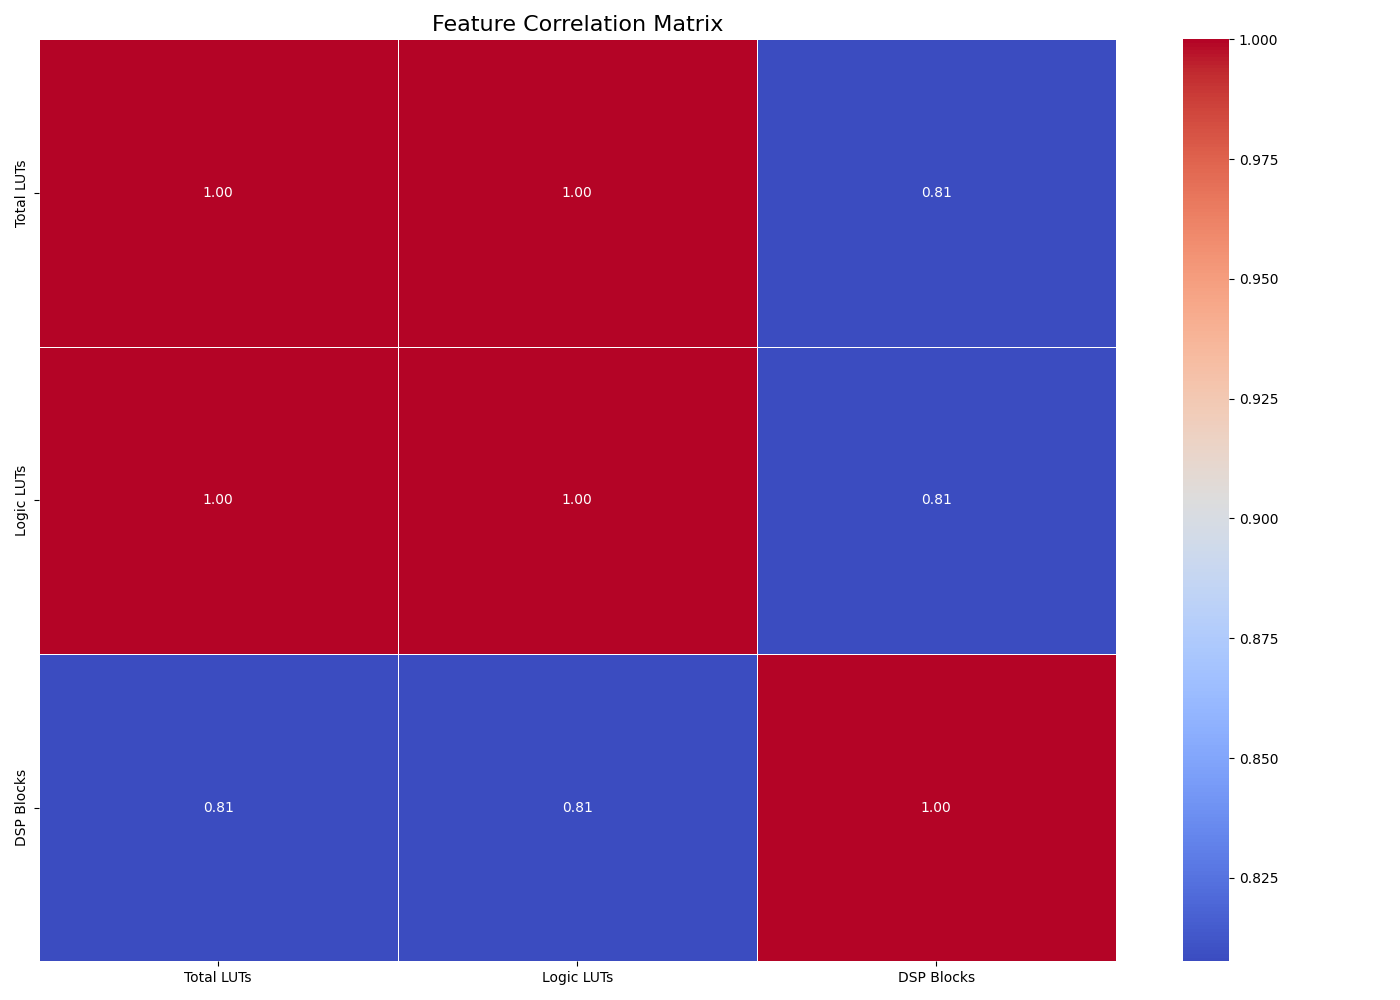 Feature Correlation Matrix
Total LUTs
1.00 1.00 0.81
Logic LUTs
1.00 1.00 0.81
DSP Blocks
0.81 0.81 1.00
Total LUTs Logic LUTs DSP Blocks
1.000
0.975
0.950
0.925
0.900
0.875
0.850
0.825